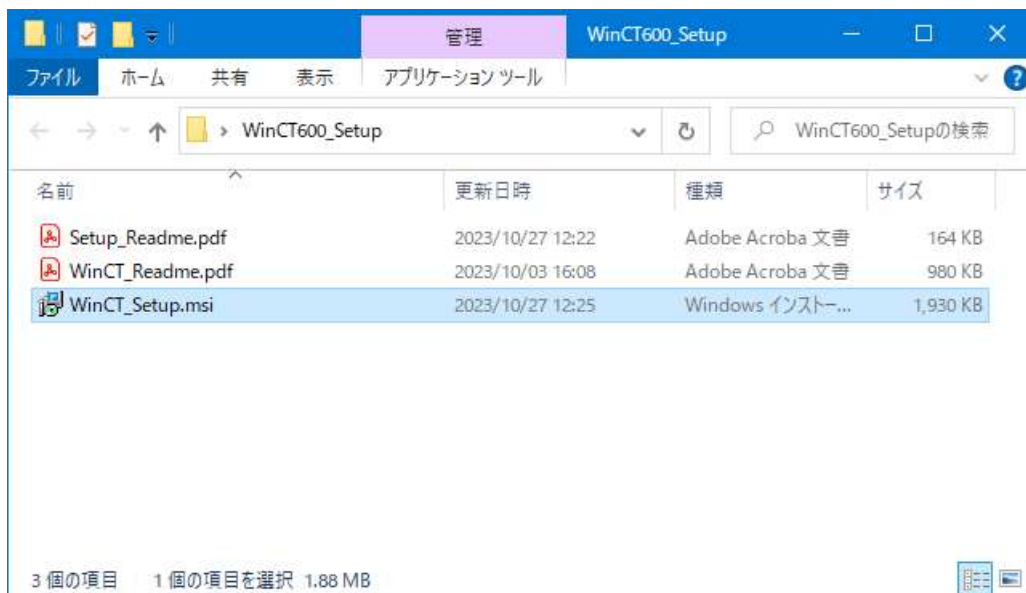 管理 WinCT600_Setup
ファイル ホーム 共有 表示 アプリケーション ツール
WinCT600_Setup WinCT600_Setupの検索
名前 更新日時 種類 サイズ
Setup_Readme.pdf 2023/10/27 12:22 Adobe Acroba 文書 164 KB
WinCT_Readme.pdf 2023/10/03 16:08 Adobe Acroba 文書 980 KB
WinCT_Setup.msi 2023/10/27 12:25 Windows インストー... 1,930 KB
3 個の項目 1 個の項目を選択 1.88 MB